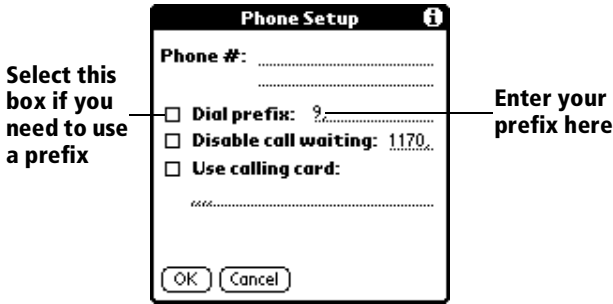 Phone Setup i
Phone #:
Select this
box if you
need to use
a prefix
Dial prefix: 9,
Enter your
prefix here
Disable call waiting: 1170,
Use calling card:
,,,,
OK Cancel